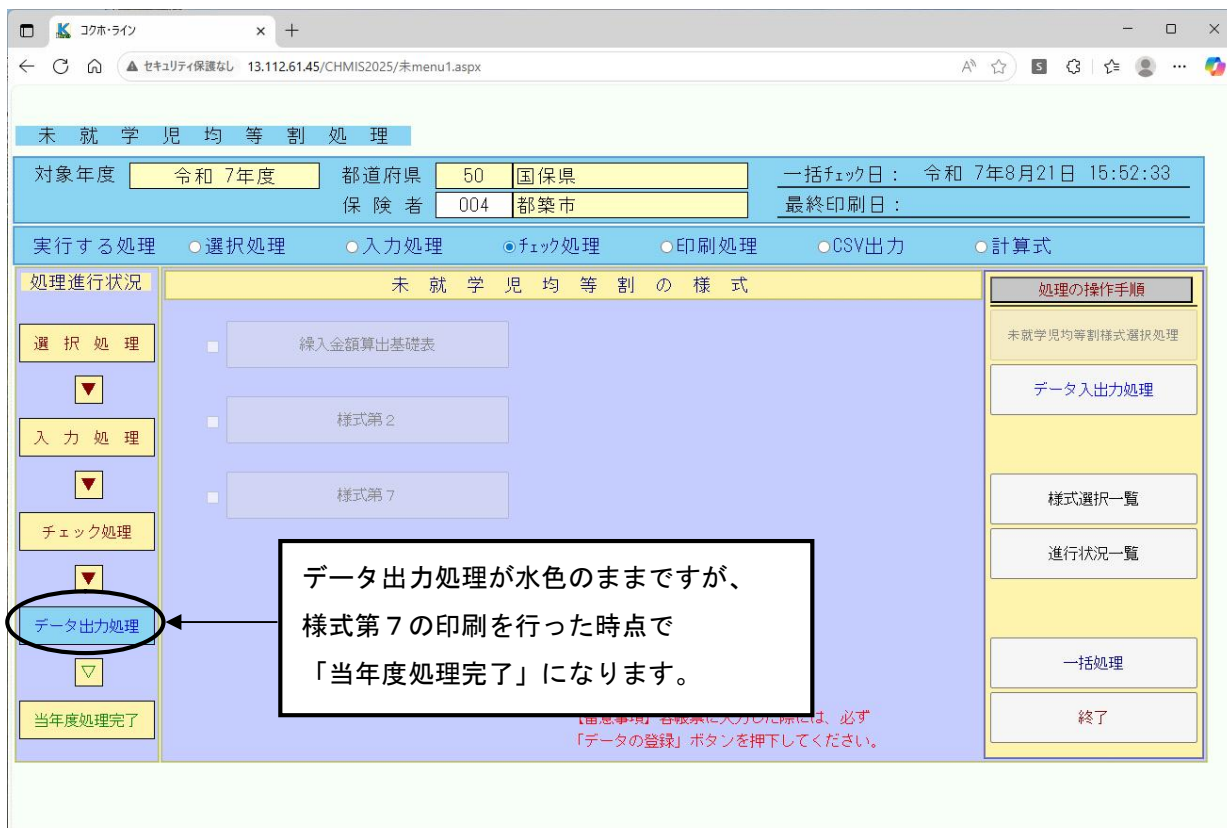 コクホ・ライン
セキュリティ保護なし 13.112.61.45/CHMIS2025/未menu1.aspx
未就学児均等割処理
対象年度 令和 7年度 都道府県 50 国保県 一括ﾁｪｯｸ日： 令和 7年8月21日 15:52:33
保険者 004 都築市 最終印刷日：
実行する処理 ○選択処理 ○入力処理 ◉ﾁｪｯｸ処理 ○印刷処理 ○CSV出力 ○計算式
処理進行状況
選択処理
▼
入力処理
▼
チェック処理
▼
データ出力処理
▽
当年度処理完了
未就学児均等割の様式
繰入金額算出基礎表
様式第２
様式第７
データ出力処理が水色のままですが、
様式第７の印刷を行った時点で
「当年度処理完了」になります。
【留意事項】各帳票に入力した際には、必ず
「データの登録」ボタンを押下してください。
処理の操作手順
未就学児均等割様式選択処理
データ入出力処理
様式選択一覧
進行状況一覧
一括処理
終了